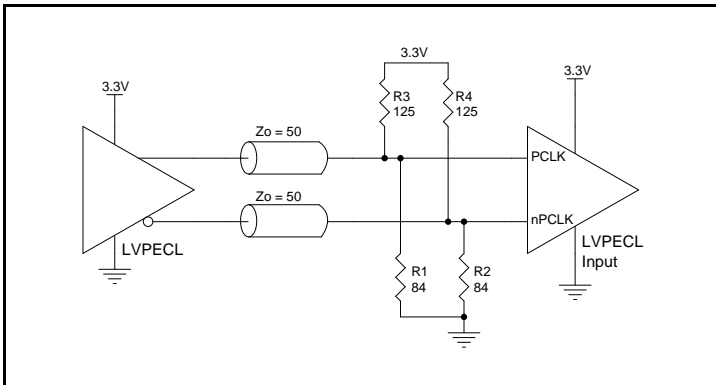 3.3V
3.3V
3.3V
R3
125
R4
125
Zo = 50
PCLK
Zo = 50
nPCLK
LVPECL
LVPECL
Input
R1
84
R2
84